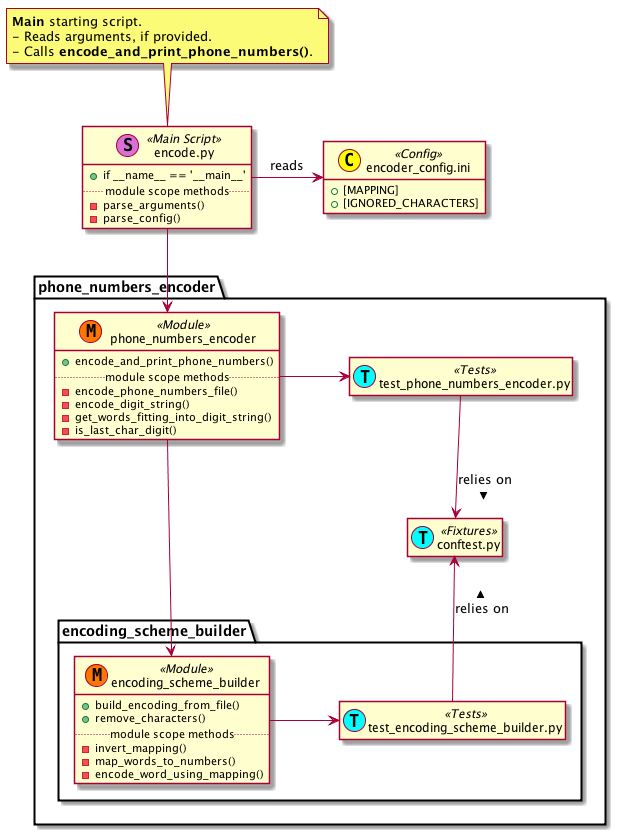 Main starting script.
- Reads arguments, if provided.
- Calls encode_and_print_phone_numbers().
S
«Main Script»
encode.py
if __name__ == '__main__'
module scope methods
parse_arguments()
parse_config()
reads
C
«Config»
encoder_config.ini
[MAPPING]
[IGNORED_CHARACTERS]
phone_numbers_encoder
M
«Module»
phone_numbers_encoder
encode_and_print_phone_numbers()
module scope methods
encode_phone_numbers_file()
encode_digit_string()
get_words_fitting_into_digit_string()
is_last_char_digit()
T
«Tests»
test_phone_numbers_encoder.py
relies on
T
«Fixtures»
conftest.py
relies on
encoding_scheme_builder
M
«Module»
encoding_scheme_builder
build_encoding_from_file()
remove_characters()
module scope methods
invert_mapping()
map_words_to_numbers()
encode_word_using_mapping()
T
«Tests»
test_encoding_scheme_builder.py